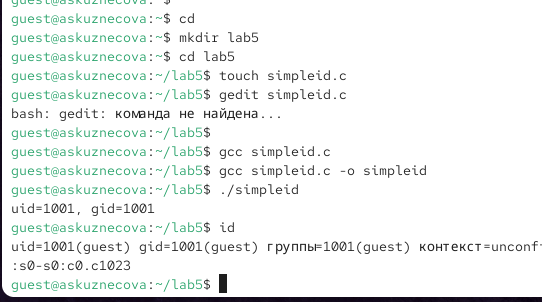 guest@askuznecova:~$
guest@askuznecova:~$ cd
guest@askuznecova:~$ mkdir lab5
guest@askuznecova:~$ cd lab5
guest@askuznecova:~/lab5$ touch simpleid.c
guest@askuznecova:~/lab5$ gedit simpleid.c
bash: gedit: команда не найдена...
guest@askuznecova:~/lab5$
guest@askuznecova:~/lab5$ gcc simpleid.c
guest@askuznecova:~/lab5$ gcc simpleid.c -o simpleid
guest@askuznecova:~/lab5$ ./simpleid
uid=1001, gid=1001
guest@askuznecova:~/lab5$ id
uid=1001(guest) gid=1001(guest) группы=1001(guest) контекст=unconf
:s0-s0:c0.c1023
guest@askuznecova:~/lab5$